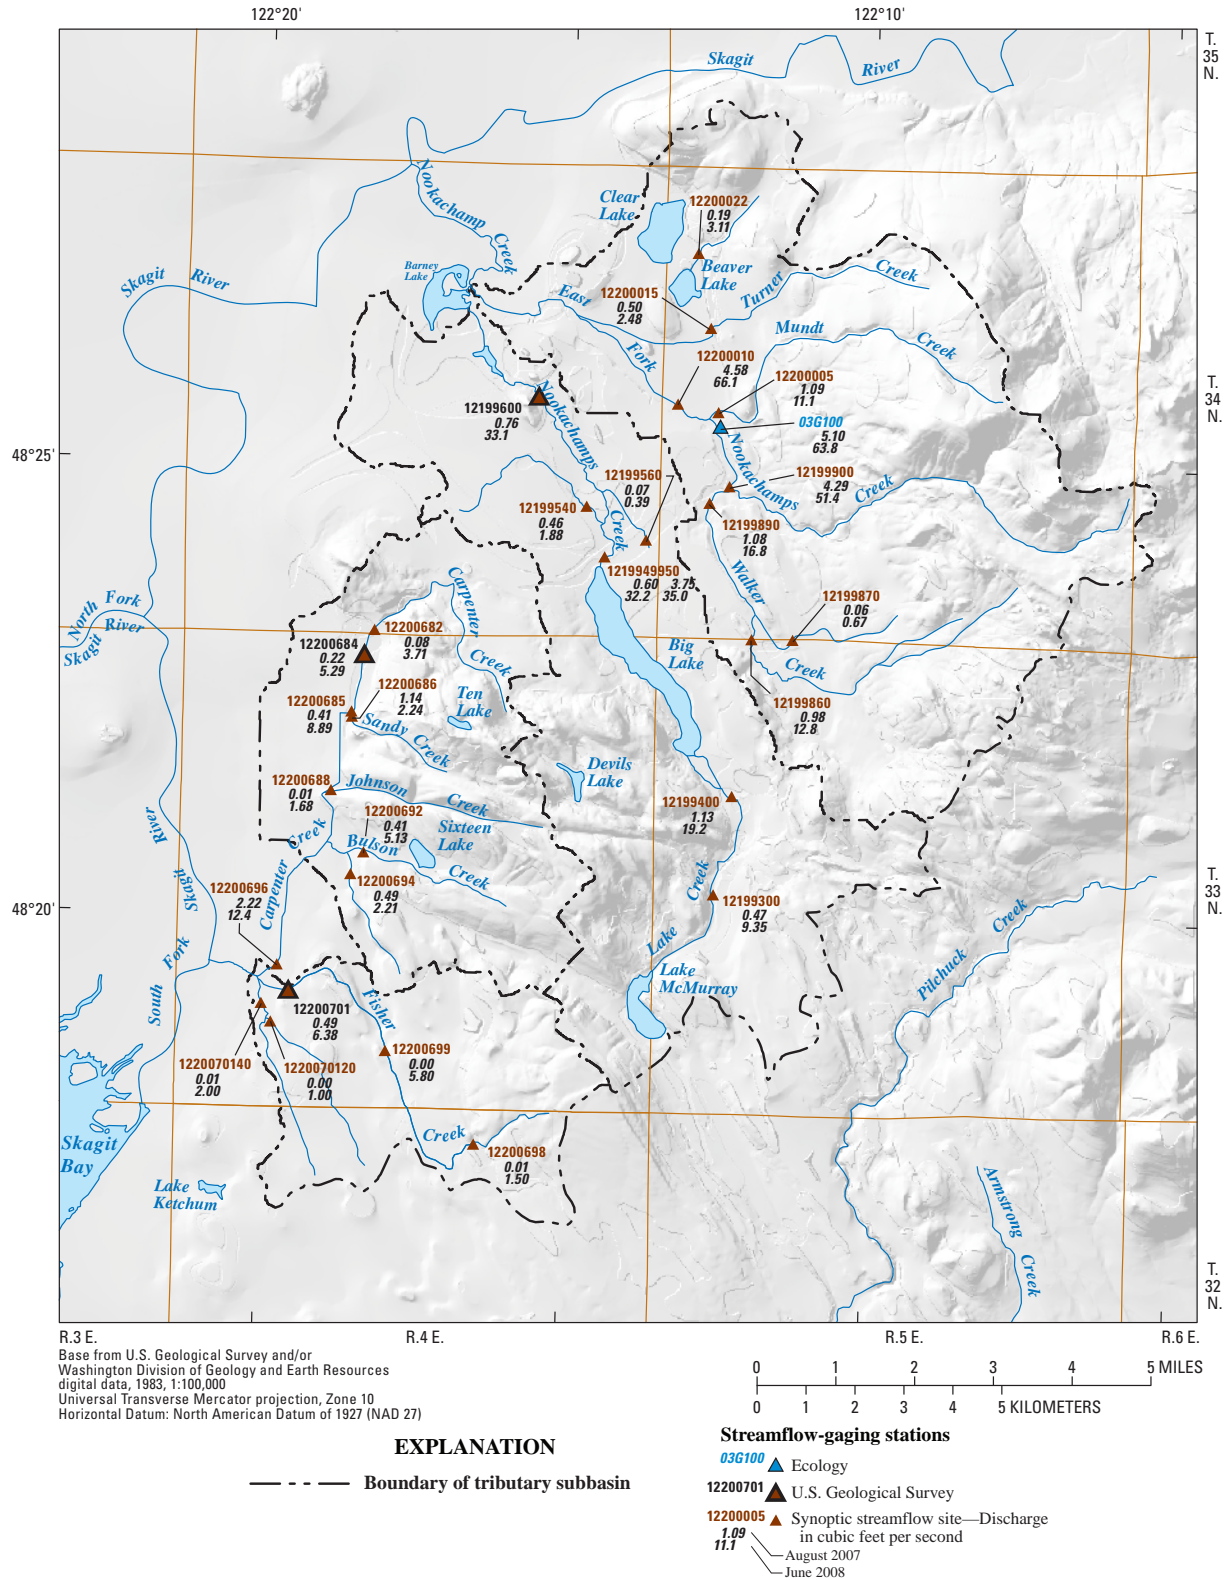 122°20'
122°10'
T.
35
N.
Skagit
River
Nookachamp
Creek
Clear
Lake
12200022
0.19
3.11
Barney
Lake
Beaver
Lake
Skagit
River
East
Fork
12200015
0.50
2.48
Turner
Creek
Mundt
Creek
12200010
4.58
66.1
12200005
1.09
11.1
T.
34
N.
12199600
0.76
33.1
Nookachamps
Creek
03G100
5.10
63.8
48°25'
Nookachamps
Creek
12199560
0.07
0.39
12199900
4.29
51.4
12199540
0.46
1.88
12199890
1.08
16.8
1219949950
0.60
3.75
32.2
35.0
Walker
Creek
12199870
0.06
0.67
Carpenter
Creek
North
Fork
Skagit
River
12200682
0.08
3.71
12200684
0.22
5.29
Big
Lake
12200686
1.14
2.24
Ten
Lake
12199860
0.98
12.8
12200685
0.41
8.89
Sandy
Creek
Devils
Lake
12200688
0.01
1.68
Johnson
Creek
12199400
1.13
19.2
12200692
0.41
5.13
Sixteen
Lake
Bulson
Creek
12200694
0.49
2.21
Carpenter
Creek
T.
33
N.
12200696
2.22
12.4
12199300
0.47
9.35
48°20'
Lake
Creek
Pilchuck
Creek
South
Fork
Skagit
River
Lake
McMurray
12200701
0.49
6.38
Fisher
Creek
12200699
0.00
5.80
1220070140
0.01
2.00
1220070120
0.00
1.00
Skagit
Bay
12200698
0.01
1.50
Lake
Ketchum
Armstrong
Creek
T.
32
N.
R.3 E.
R.4 E.
R.5 E.
R.6 E.
Base from U.S. Geological Survey and/or
Washington Division of Geology and Earth Resources
digital data, 1983, 1:100,000
Universal Transverse Mercator projection, Zone 10
Horizontal Datum: North American Datum of 1927 (NAD 27)
0 1 2 3 4 5 MILES
0 1 2 3 4 5 KILOMETERS
EXPLANATION
Boundary of tributary subbasin
Streamflow-gaging stations
03G100
Ecology
12200701
U.S. Geological Survey
12200005
Synoptic streamflow site—Discharge
in cubic feet per second
1.09
11.1
August 2007
June 2008